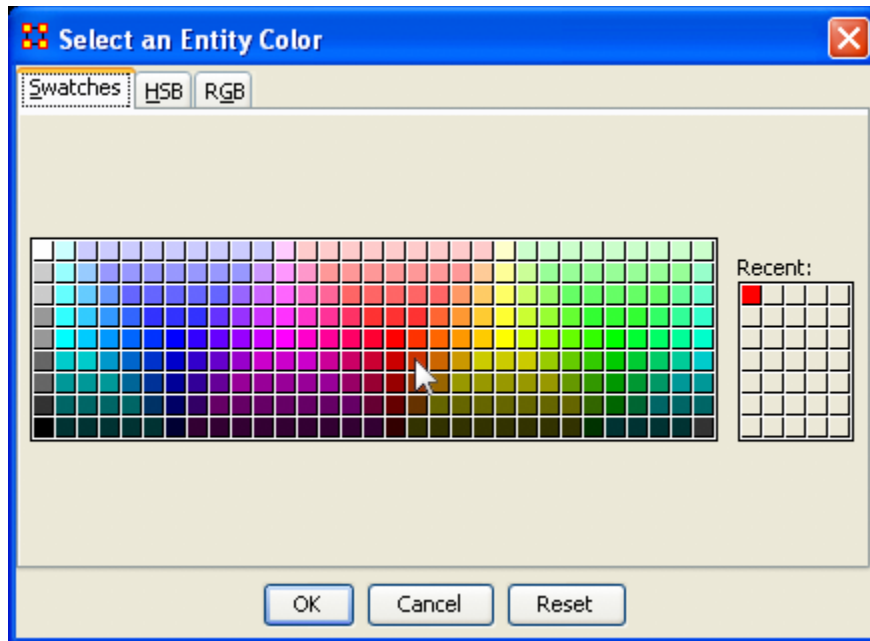 Select an Entity Color
Swatches HSB RGB
Recent:
OK Cancel Reset